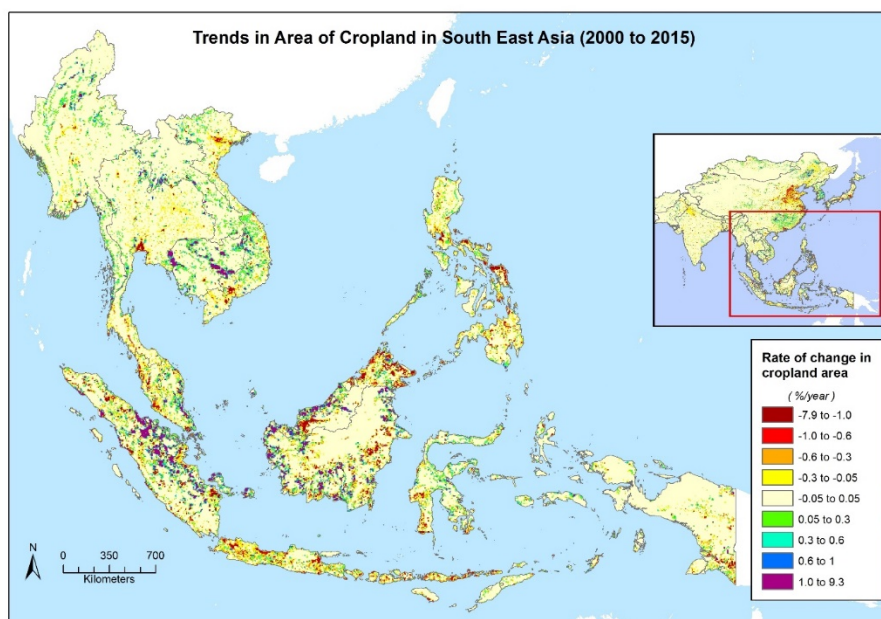 Trends in Area of Cropland in South East Asia (2000 to 2015)
Rate of change in
cropland area
( %/year )
-7.9 to -1.0
-1.0 to -0.6
-0.6 to -0.3
-0.3 to -0.05
-0.05 to 0.05
0.05 to 0.3
0.3 to 0.6
0.6 to 1
1.0 to 9.3
N
0 350 700
Kilometers